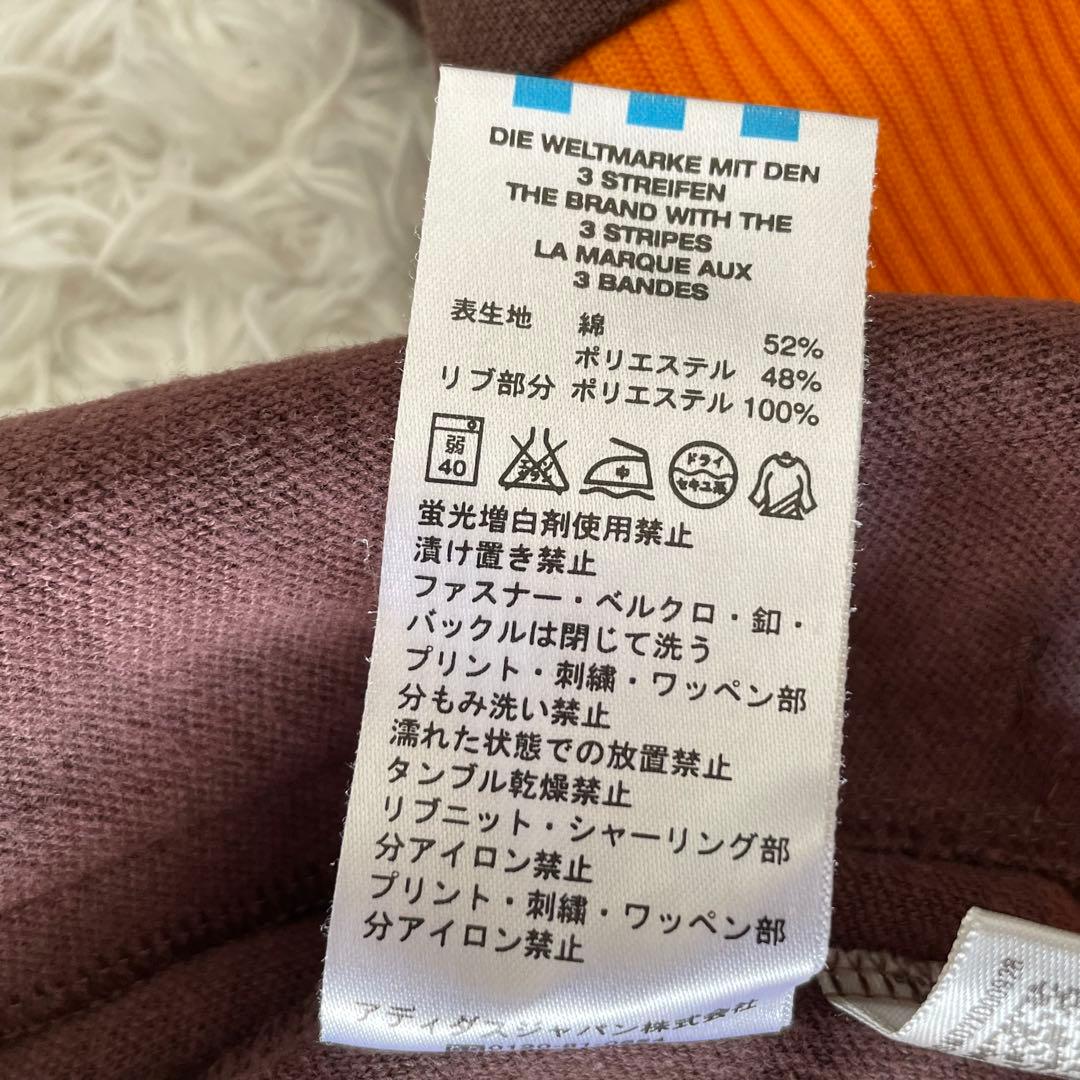 DIE WELTMARKE MIT DEN
3 STREIFEN
THE BRAND WITH THE
3 STRIPES
LA MARQUE AUX
3 BANDES
表生地 綿 52%
ポリエステル 48%
リブ部分 ポリエステル 100%
弱
40
中
ドライ
セキユ系
蛍光増白剤使用禁止
漬け置き禁止
ファスナー・ベルクロ・釦・
バックルは閉じて洗う
プリント・刺繍・ワッペン部
分もみ洗い禁止
濡れた状態での放置禁止
タンブル乾燥禁止
リブニット・シャーリング部
分アイロン禁止
プリント・刺繍・ワッペン部
分アイロン禁止
アディダスジャパン株式会社